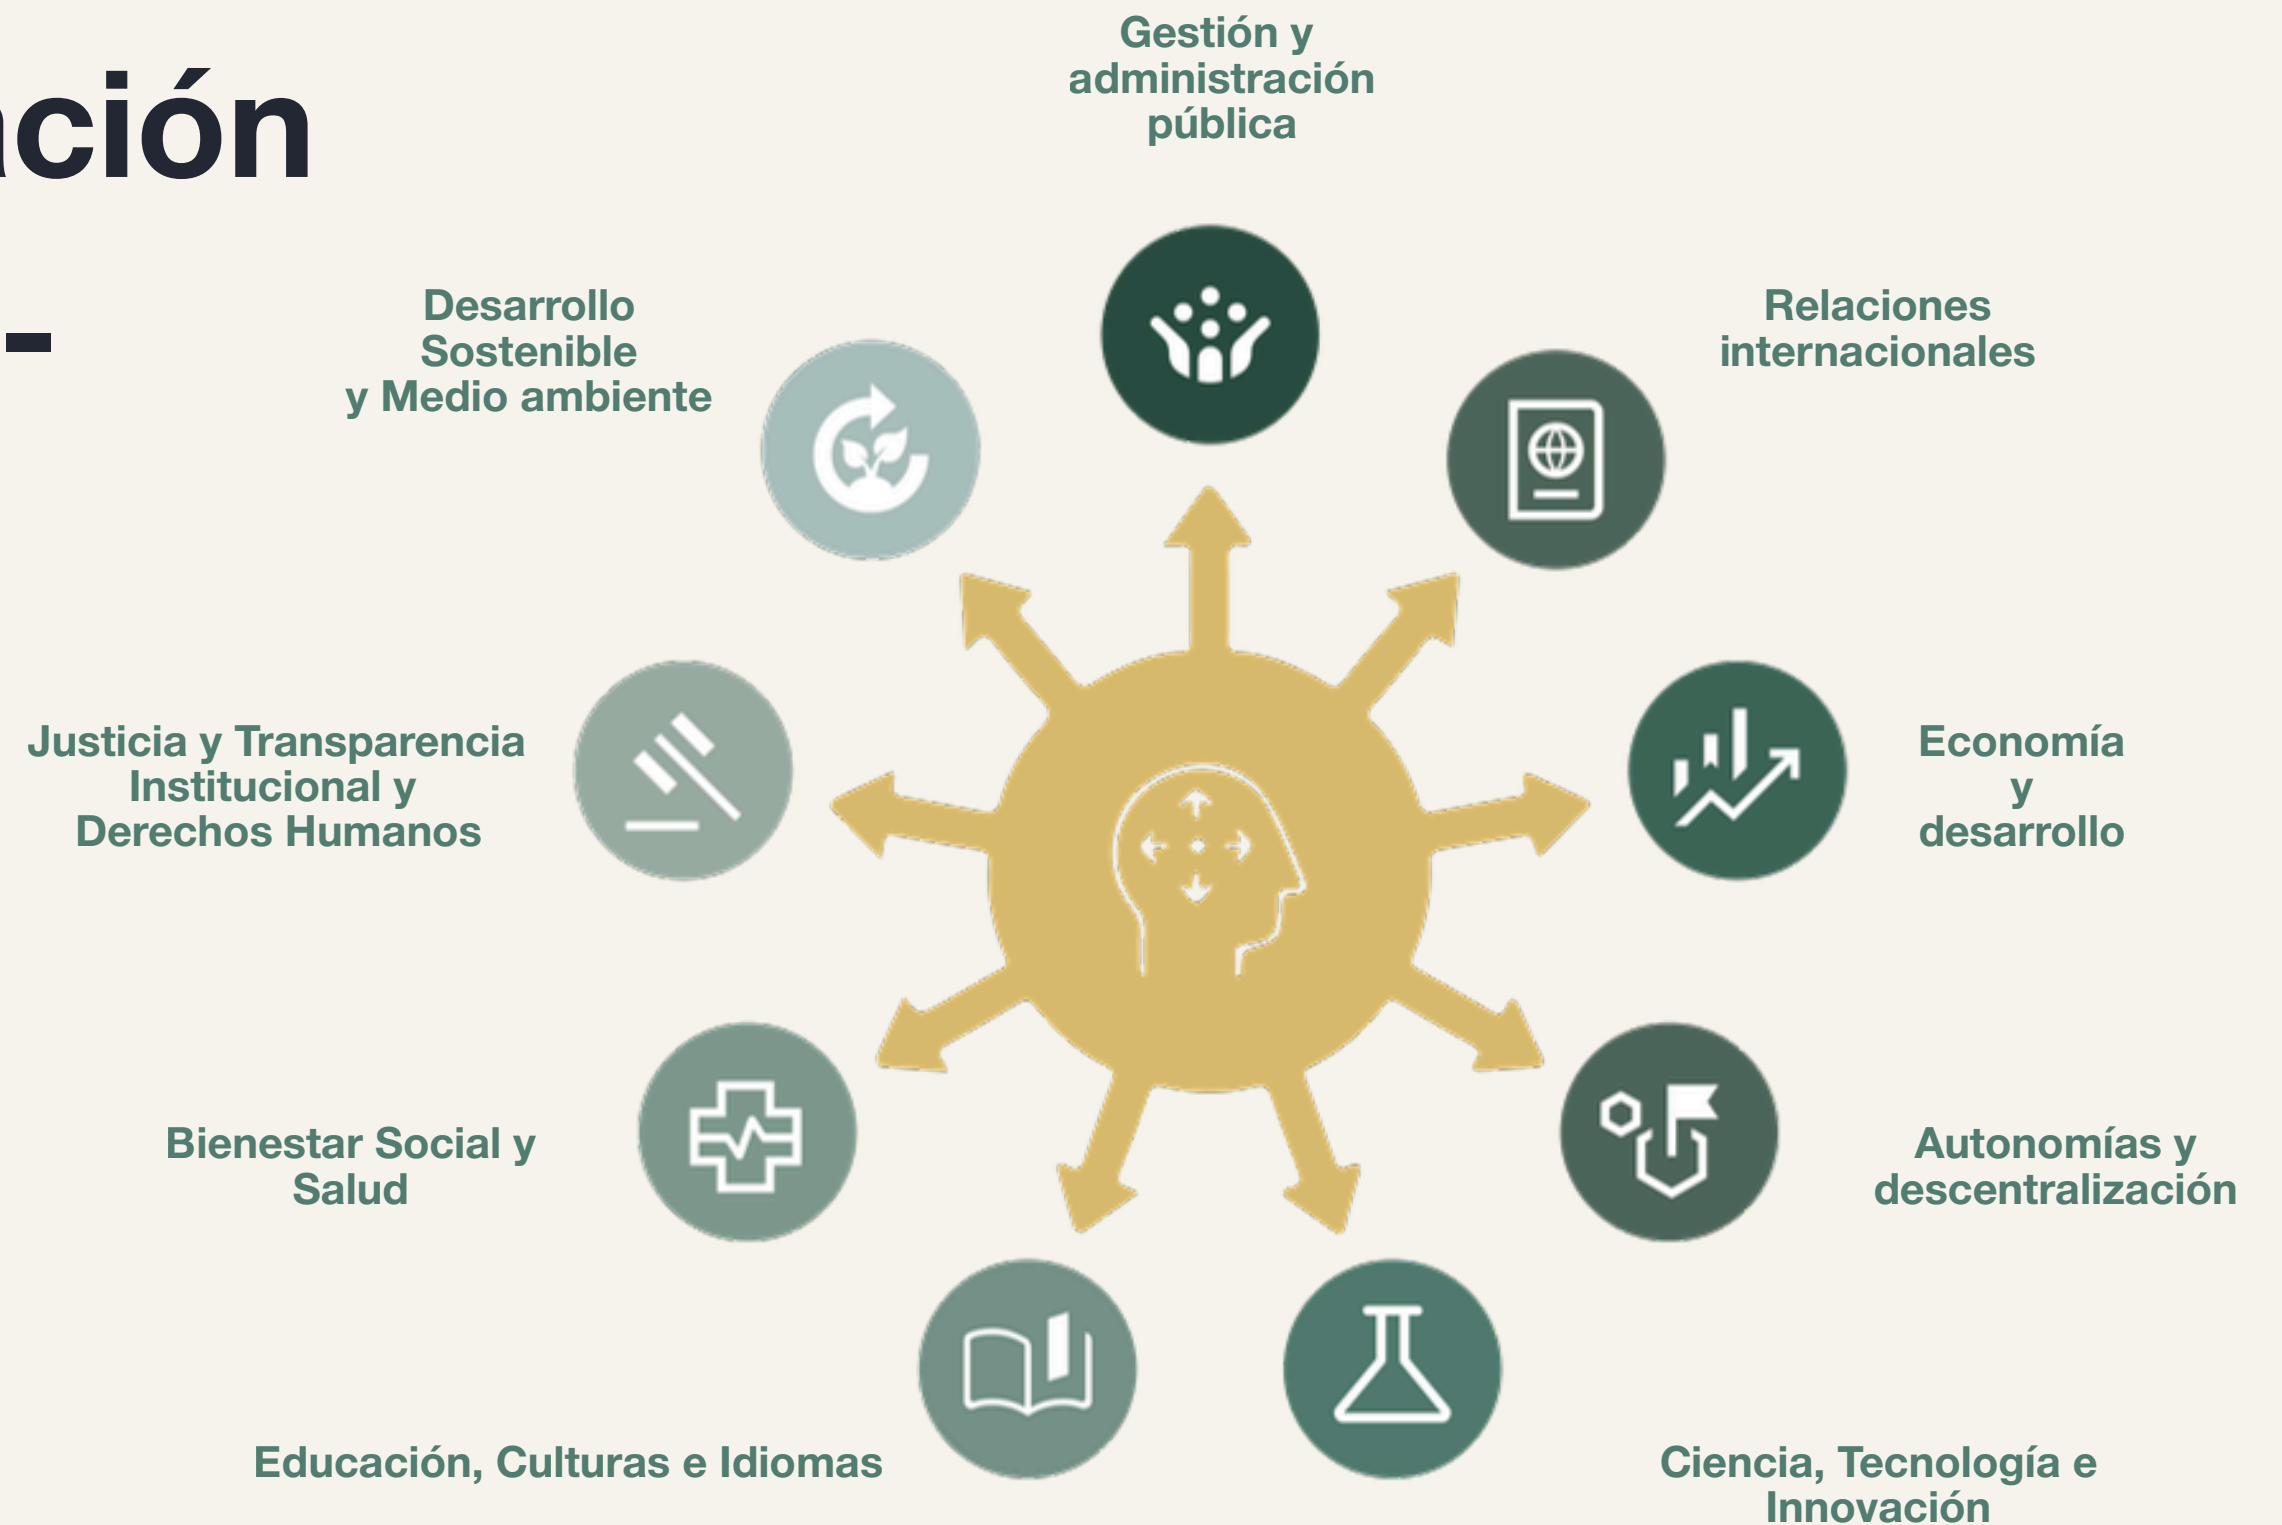 Gestión y
administración
pública
ación
-
Desarrollo
Sostenible
y Medio ambiente
Relaciones
internacionales
Justicia y Transparencia
Institucional y
Derechos Humanos
Economía
y
desarrollo
Bienestar Social y
Salud
Autonomías y
descentralización
Educación, Culturas e Idiomas
Ciencia, Tecnología e
Innovación